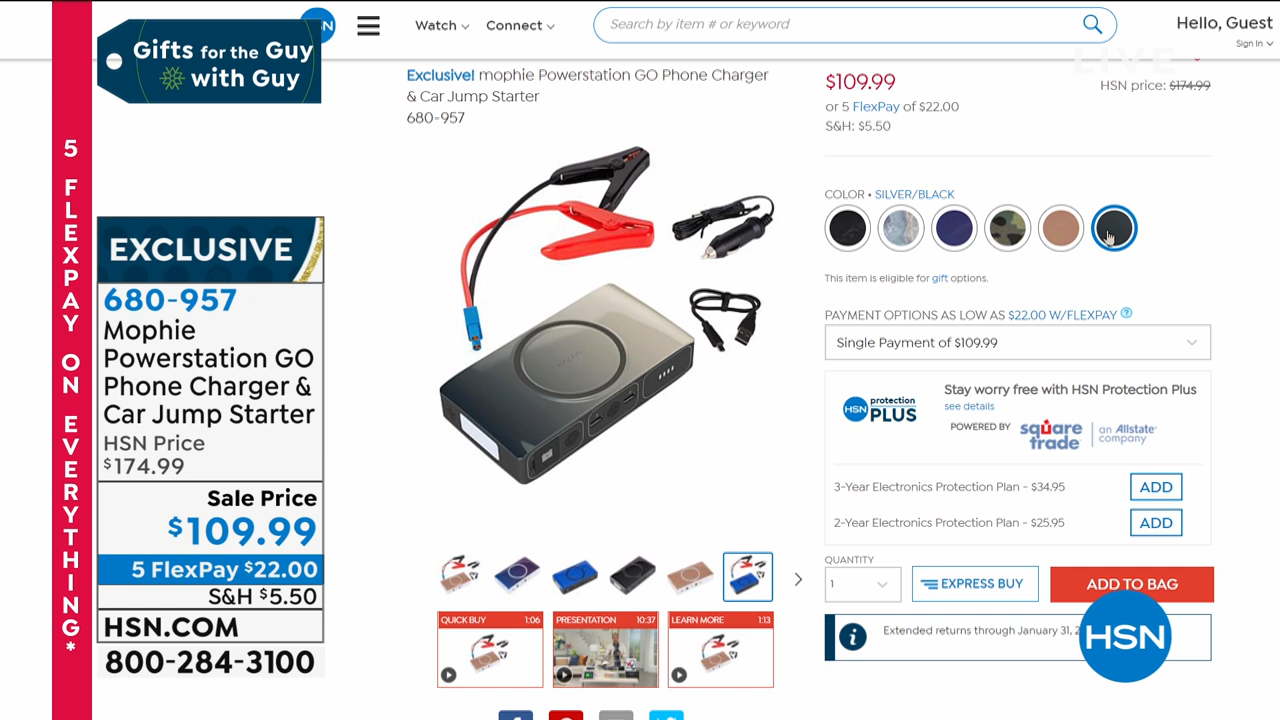 Gifts for the Guy
with Guy
5 FLEXPAY ON EVERYTHING*
EXCLUSIVE
680-957
Mophie
Powerstation GO
Phone Charger &
Car Jump Starter
HSN Price
$174.99
Sale Price
$109.99
5 FlexPay $22.00
S&H $5.50
HSN.COM
800-284-3100
Watch
Connect
Search by item # or keyword
Hello, Guest
Sign In
LIVE
Exclusive! mophie Powerstation GO Phone Charger
& Car Jump Starter
680-957
$109.99
HSN price: $174.99
or 5 FlexPay of $22.00
S&H: $5.50
COLOR • SILVER/BLACK
This item is eligible for gift options.
PAYMENT OPTIONS AS LOW AS $22.00 W/FLEXPAY ?
Single Payment of $109.99
HSN protection PLUS
Stay worry free with HSN Protection Plus
see details
POWERED BY square trade | an Allstate company
3-Year Electronics Protection Plan - $34.95
ADD
2-Year Electronics Protection Plan - $25.95
ADD
QUANTITY
1
EXPRESS BUY
ADD TO BAG
Extended returns through January 31,
HSN
QUICK BUY 1:06
PRESENTATION 10:37
LEARN MORE 1:13